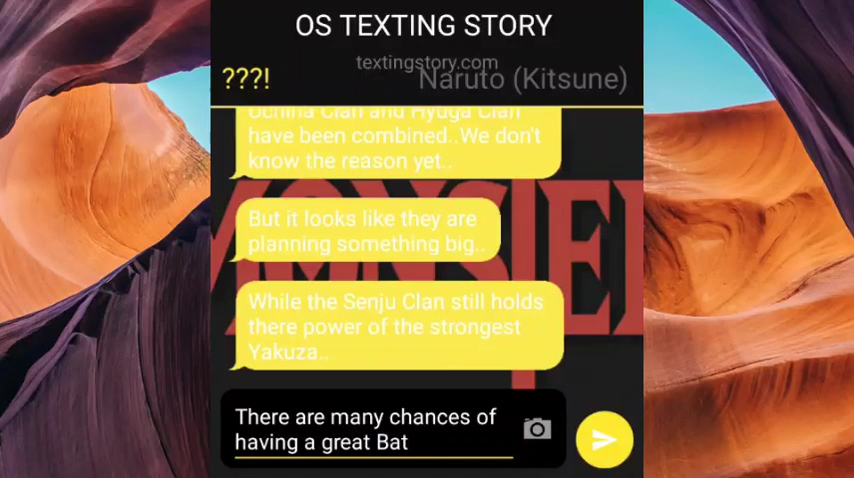 OS TEXTING STORY
textingstory.com
???!
Naruto (Kitsune)
Uchiha Clan and Hyuga Clan
have been combined..We don't
know the reason yet..
But it looks like they are
planning something big..
While the Senju Clan still holds
there power of the strongest
Yakuza..
There are many chances of
having a great Bat